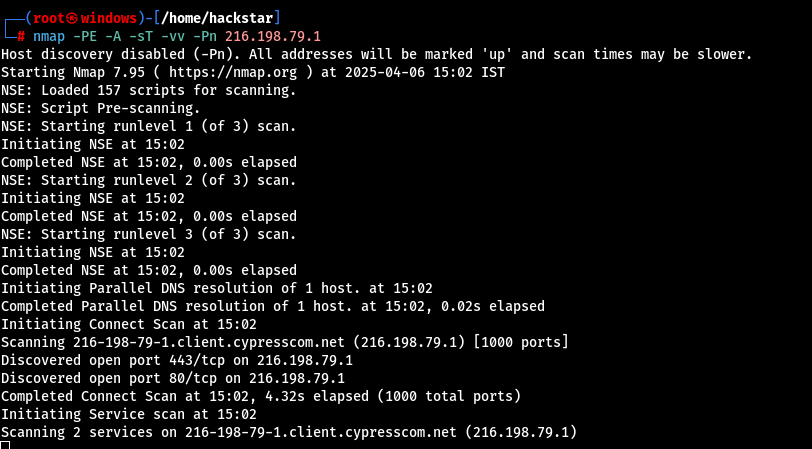 ┌──(root㉿windows)-[/home/hackstar]
└─# nmap -PE -A -sT -vv -Pn 216.198.79.1
Host discovery disabled (-Pn). All addresses will be marked 'up' and scan times may be slower.
Starting Nmap 7.95 ( https://nmap.org ) at 2025-04-06 15:02 IST
NSE: Loaded 157 scripts for scanning.
NSE: Script Pre-scanning.
NSE: Starting runlevel 1 (of 3) scan.
Initiating NSE at 15:02
Completed NSE at 15:02, 0.00s elapsed
NSE: Starting runlevel 2 (of 3) scan.
Initiating NSE at 15:02
Completed NSE at 15:02, 0.00s elapsed
NSE: Starting runlevel 3 (of 3) scan.
Initiating NSE at 15:02
Completed NSE at 15:02, 0.00s elapsed
Initiating Parallel DNS resolution of 1 host. at 15:02
Completed Parallel DNS resolution of 1 host. at 15:02, 0.02s elapsed
Initiating Connect Scan at 15:02
Scanning 216-198-79-1.client.cypresscom.net (216.198.79.1) [1000 ports]
Discovered open port 443/tcp on 216.198.79.1
Discovered open port 80/tcp on 216.198.79.1
Completed Connect Scan at 15:02, 4.32s elapsed (1000 total ports)
Initiating Service scan at 15:02
Scanning 2 services on 216-198-79-1.client.cypresscom.net (216.198.79.1)